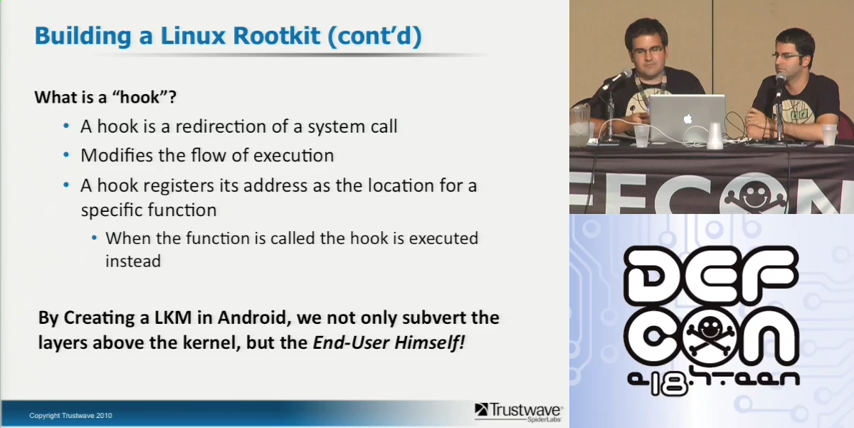 Building a Linux Rootkit (cont’d)
What is a “hook”?
• A hook is a redirection of a system call
• Modifies the flow of execution
• A hook registers its address as the location for a
specific function
• When the function is called the hook is executed
instead
By Creating a LKM in Android, we not only subvert the
layers above the kernel, but the End-User Himself!
Copyright Trustwave 2010
Trustwave®
SpiderLabs®
FECON
DEF
CON
e18h-teen